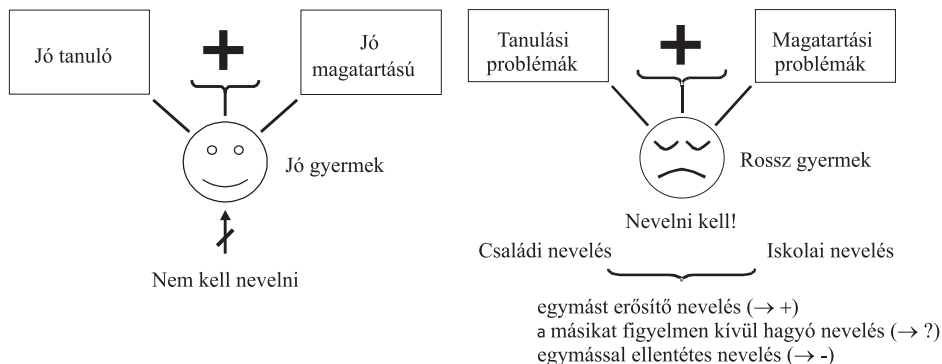 Jó tanuló
+
Jó
magatartású
Jó gyermek
Nem kell nevelni
Tanulási
problémák
+
Magatartási
problémák
Rossz gyermek
Nevelni kell!
Családi nevelés
Iskolai nevelés
egymást erősítő nevelés (→ +)
a másikat figyelmen kívül hagyó nevelés (→ ?)
egymással ellentétes nevelés (→ -)